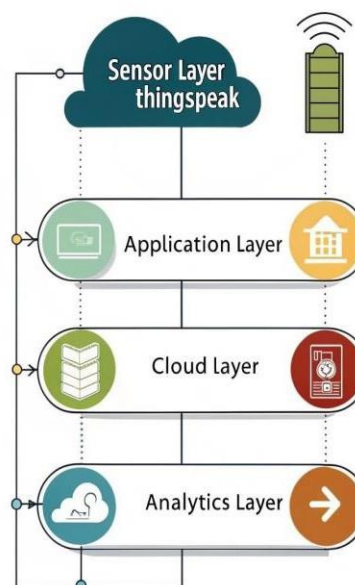 Sensor Layer
thingspeak
Application Layer
Cloud Layer
Analytics Layer